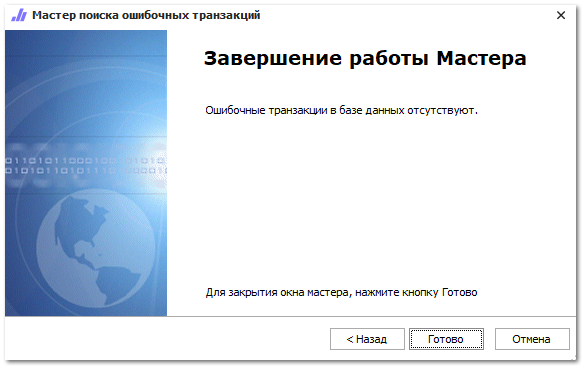 Мастер поиска ошибочных транзакций
Завершение работы Мастера
Ошибочные транзакции в базе данных отсутствуют.
Для закрытия окна мастера, нажмите кнопку Готово
< Назад
Готово
Отмена